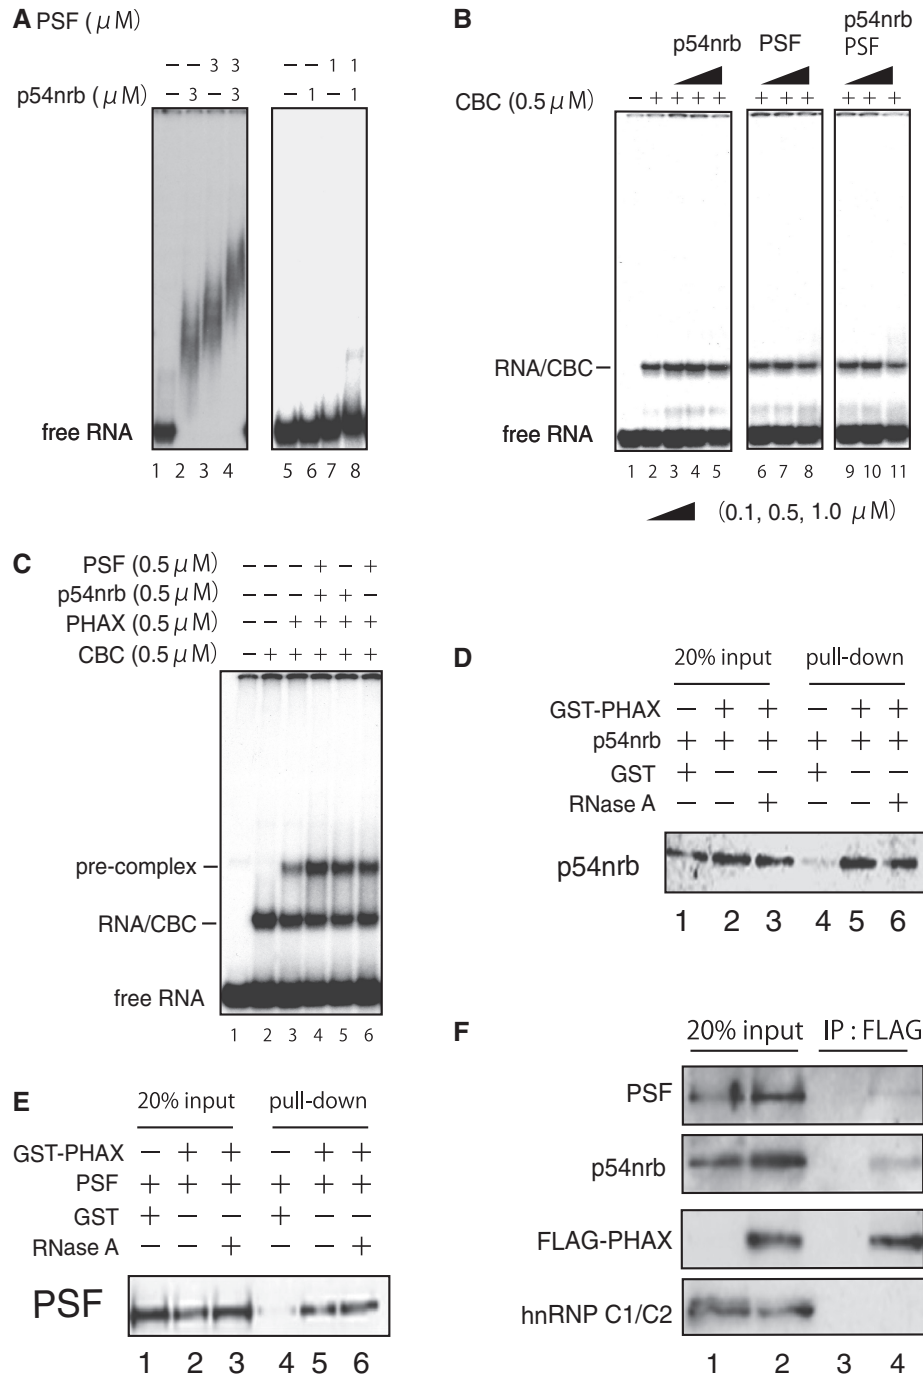 A PSF (μM)
– – 3 3 – – 1 1
p54nrb (μM) – 3 – 3 – 1 – 1
free RNA
1 2 3 4 5 6 7 8
B
p54nrb PSF p54nrb PSF
CBC (0.5 μM) – + + + + + + + + + +
RNA/CBC –
free RNA
1 2 3 4 5 6 7 8 9 10 11
(0.1, 0.5, 1.0 μM)
C
PSF (0.5 μM) – – – + – +
p54nrb (0.5 μM) – – – + + –
PHAX (0.5 μM) – – + + + +
CBC (0.5 μM) – + + + + +
pre-complex –
RNA/CBC –
free RNA
1 2 3 4 5 6
D
20% input pull-down
GST-PHAX – + + – + +
p54nrb + + + + + +
GST + – – + – –
RNase A – – + – – +
p54nrb
1 2 3 4 5 6
E
20% input pull-down
GST-PHAX – + + – + +
PSF + + + + + +
GST + – – + – –
RNase A – – + – – +
PSF
1 2 3 4 5 6
F
20% input IP : FLAG
PSF
p54nrb
FLAG-PHAX
hnRNP C1/C2
1 2 3 4